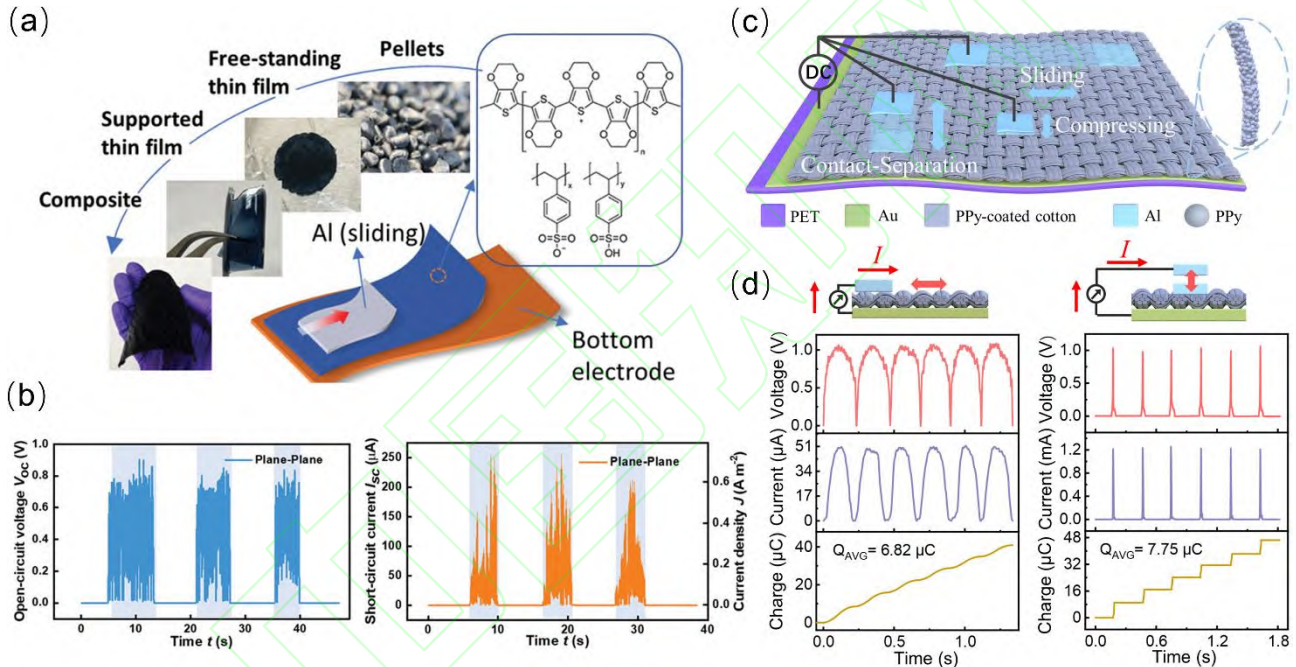 (a)
Pellets
Free-standing
thin film
Supported
thin film
Composite
Al (sliding)
Bottom
electrode
S
S
S
S
S
O
O
O
O
O
O
O
O
O
O
n
x
y
O=S=O
O⁻
O=S=O
OH
(b)
Open-circuit voltage VOC (V)
1.0
0.8
0.6
0.4
0.2
0.0
Plane-Plane
0
10
20
30
40
Time t (s)
Short-circuit current ISC (μA)
250
200
150
100
50
0
Plane-Plane
0.6
0.4
0.2
0.0
Current density J (A m-2)
0
10
20
30
40
Time t (s)
(c)
DC
Sliding
Compressing
Contact-Separation
PET
Au
PPy-coated cotton
Al
PPy
(d)
I
I
Voltage (V)
1.0
0.5
0.0
Current (μA)
51
34
17
0
Charge (μC)
40
20
0
QAVG= 6.82 μC
0.0
0.5
1.0
Time (s)
Voltage (V)
1.0
0.5
0.0
Current (mA)
1.2
0.8
0.4
0.0
Charge (μC)
48
32
16
0
QAVG= 7.75 μC
0.0
0.6
1.2
1.8
Time (s)